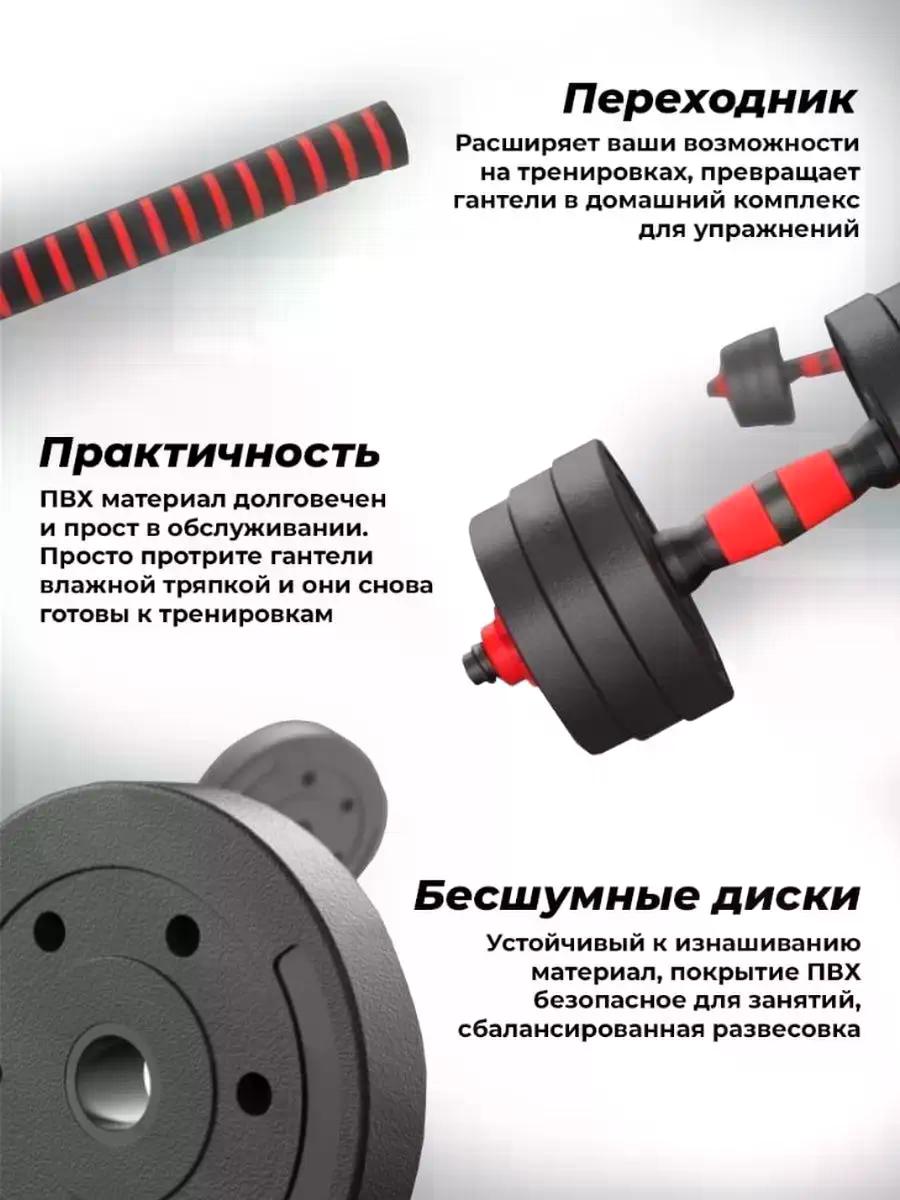 Переходник
Расширяет ваши возможности
на тренировках, превращает
гантели в домашний комплекс
для упражнений
Практичность
ПВХ материал долговечен
и прост в обслуживании.
Просто протрите гантели
влажной тряпкой и они снова
готовы к тренировкам
Бесшумные диски
Устойчивый к изнашиванию
материал, покрытие ПВХ
безопасное для занятий,
сбалансированная развесовка